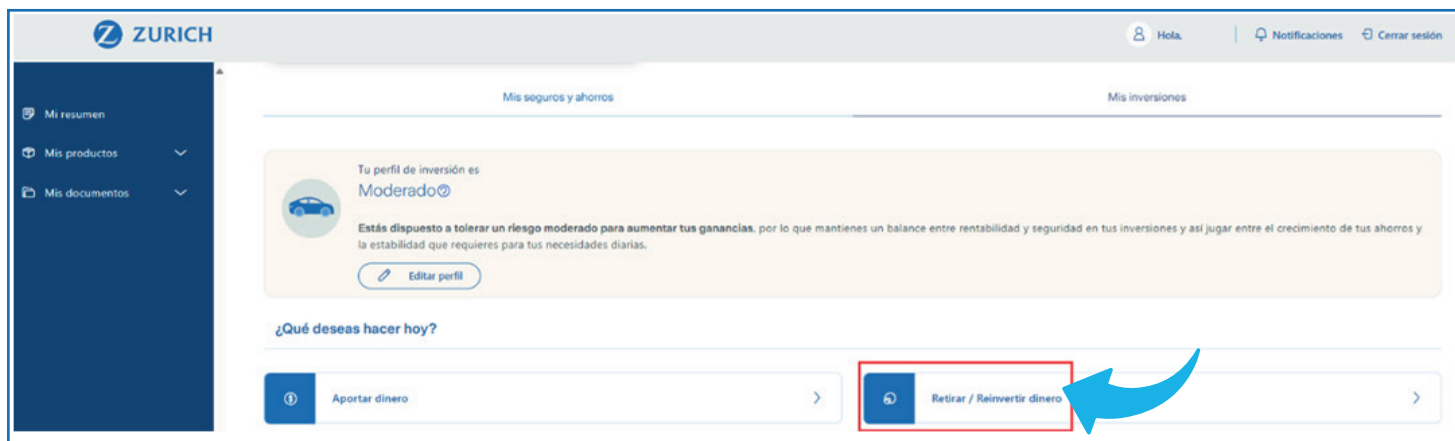 ZURICH
Hola,
Notificaciones
Cerrar sesión
Mi resumen
Mis productos
Mis documentos
Mis seguros y ahorros
Mis inversiones
Tu perfil de inversión es
Moderado
Estás dispuesto a tolerar un riesgo moderado para aumentar tus ganancias, por lo que mantienes un balance entre rentabilidad y seguridad en tus inversiones y así jugar entre el crecimiento de tus ahorros y
la estabilidad que requieres para tus necesidades diarias.
Editar perfil
¿Qué deseas hacer hoy?
Aportar dinero
Retirar / Reinvertir dinero